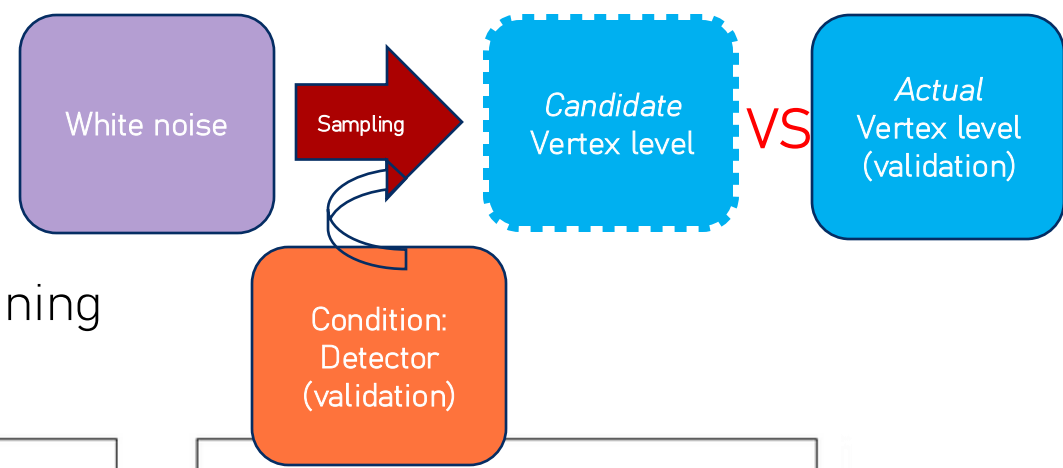 White noise
Sampling
Candidate
Vertex level
VS
Actual
Vertex level
(validation)
ning
Condition:
Detector
(validation)